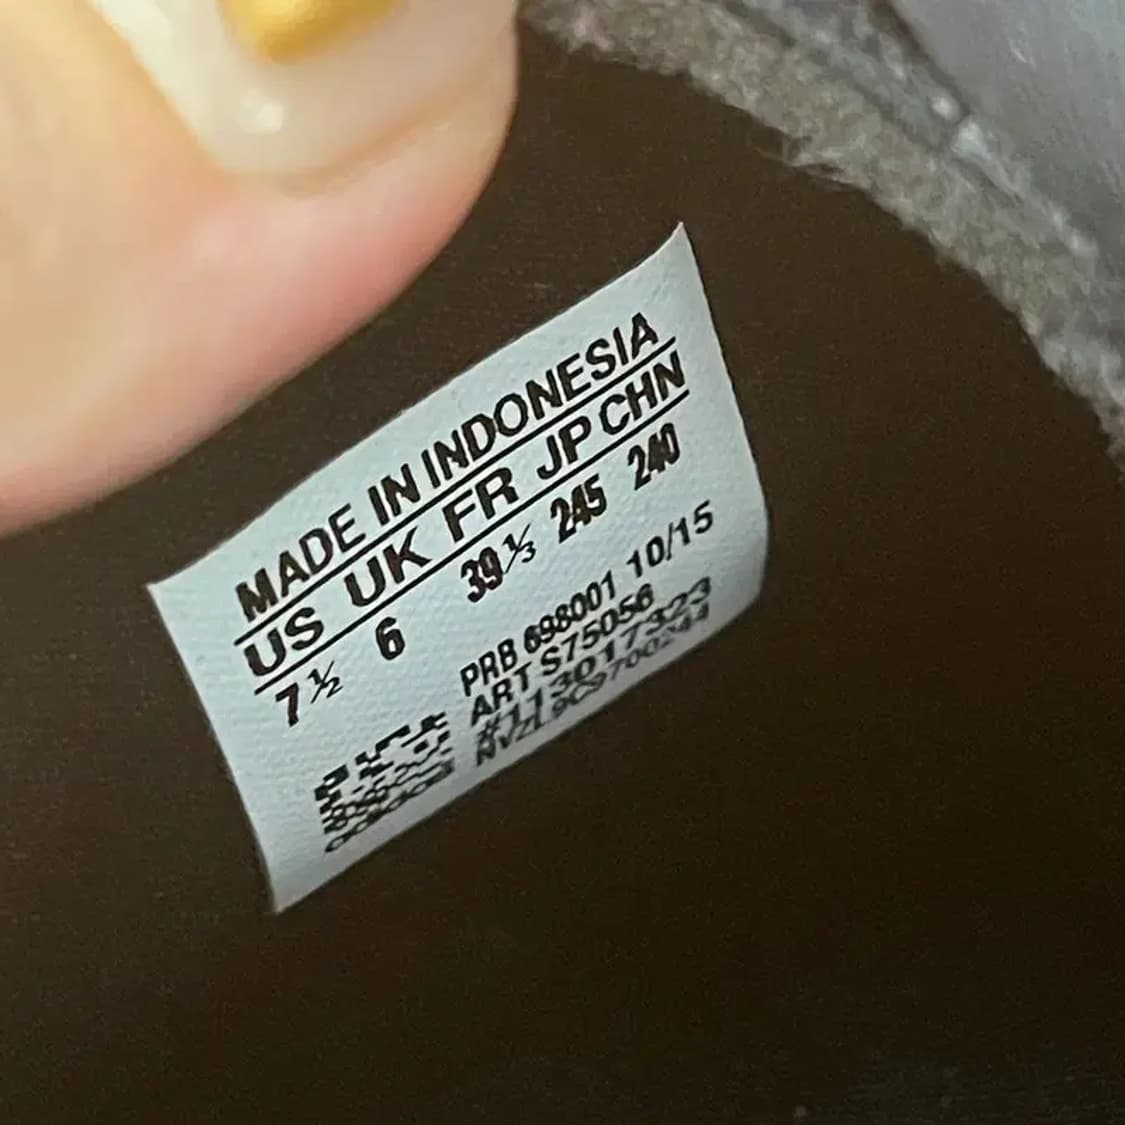 MADE IN INDONESIA
US UK FR JP CHN
7½ 6 39⅓ 245 240
PRB 698001 10/15
ART S75056
#113017323